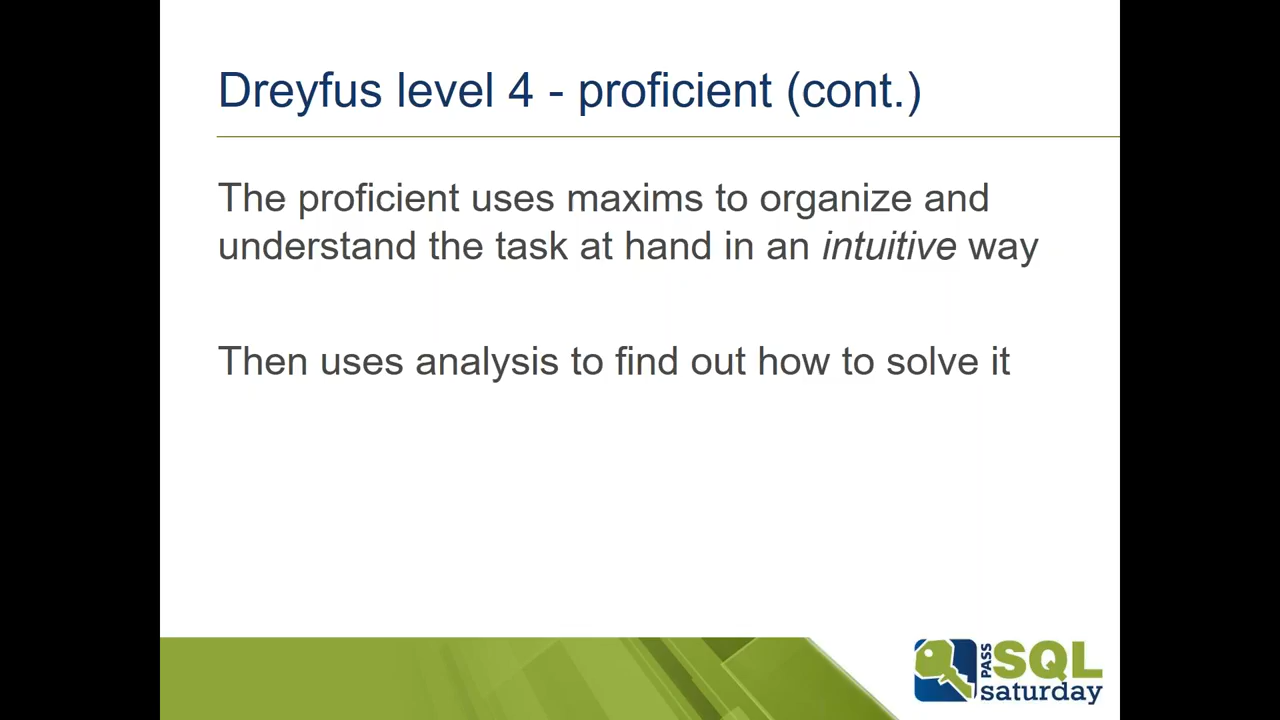 Dreyfus level 4 - proficient (cont.)
The proficient uses maxims to organize and
understand the task at hand in an intuitive way
Then uses analysis to find out how to solve it
PASS
SQL
saturday